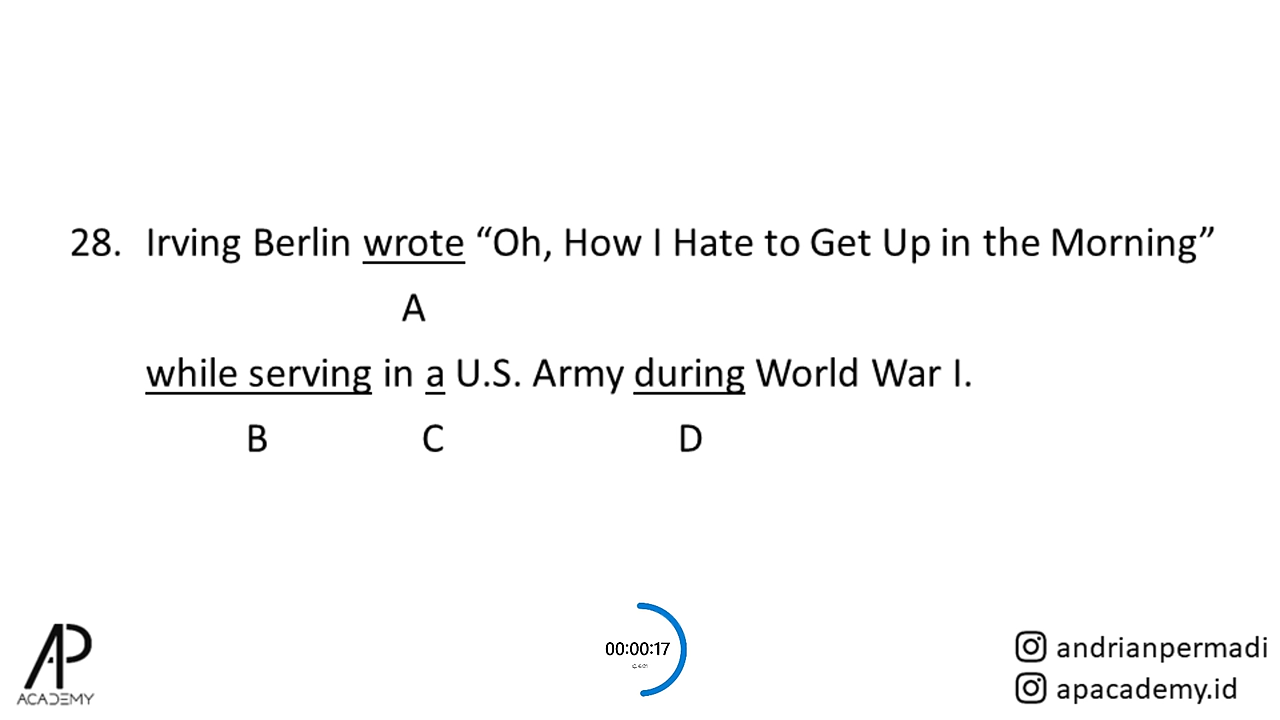 28. Irving Berlin wrote “Oh, How I Hate to Get Up in the Morning”
A
while serving in a U.S. Army during World War I.
B C D
AP
ACADEMY
00:00:17
andrianpermadi
apacademy.id